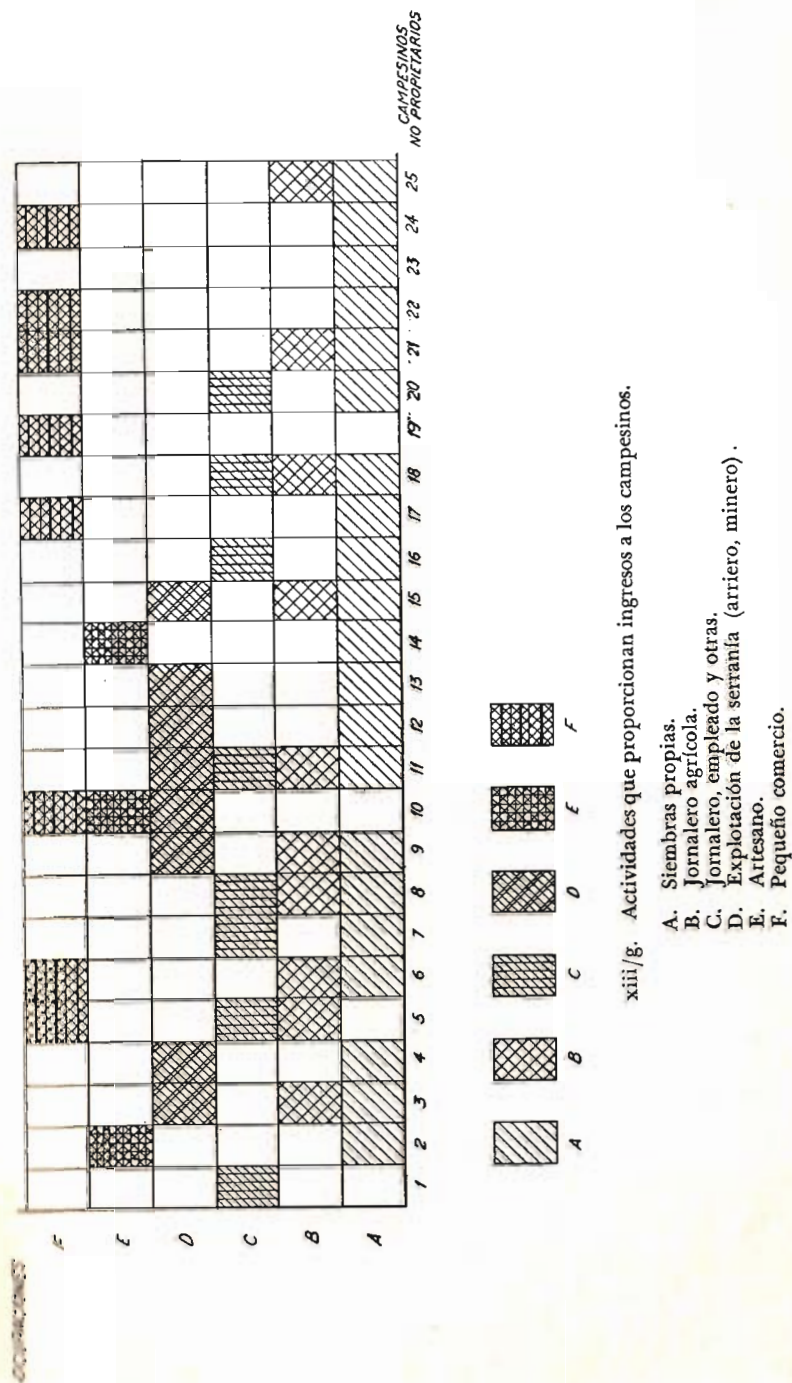 OCUPACIONES
F
E
D
C
B
A
1 2 3 4 5 6 7 8 9 10 11 12 13 14 15 16 17 18 19 20 21 22 23 24 25
CAMPESINOS
NO PROPIETARIOS
A B C D E F
xiii/g. Actividades que proporcionan ingresos a los campesinos.
A. Siembras propias.
B. Jornalero agrícola.
C. Jornalero, empleado y otras.
D. Explotación de la serranía (arriero, minero).
E. Artesano.
F. Pequeño comercio.